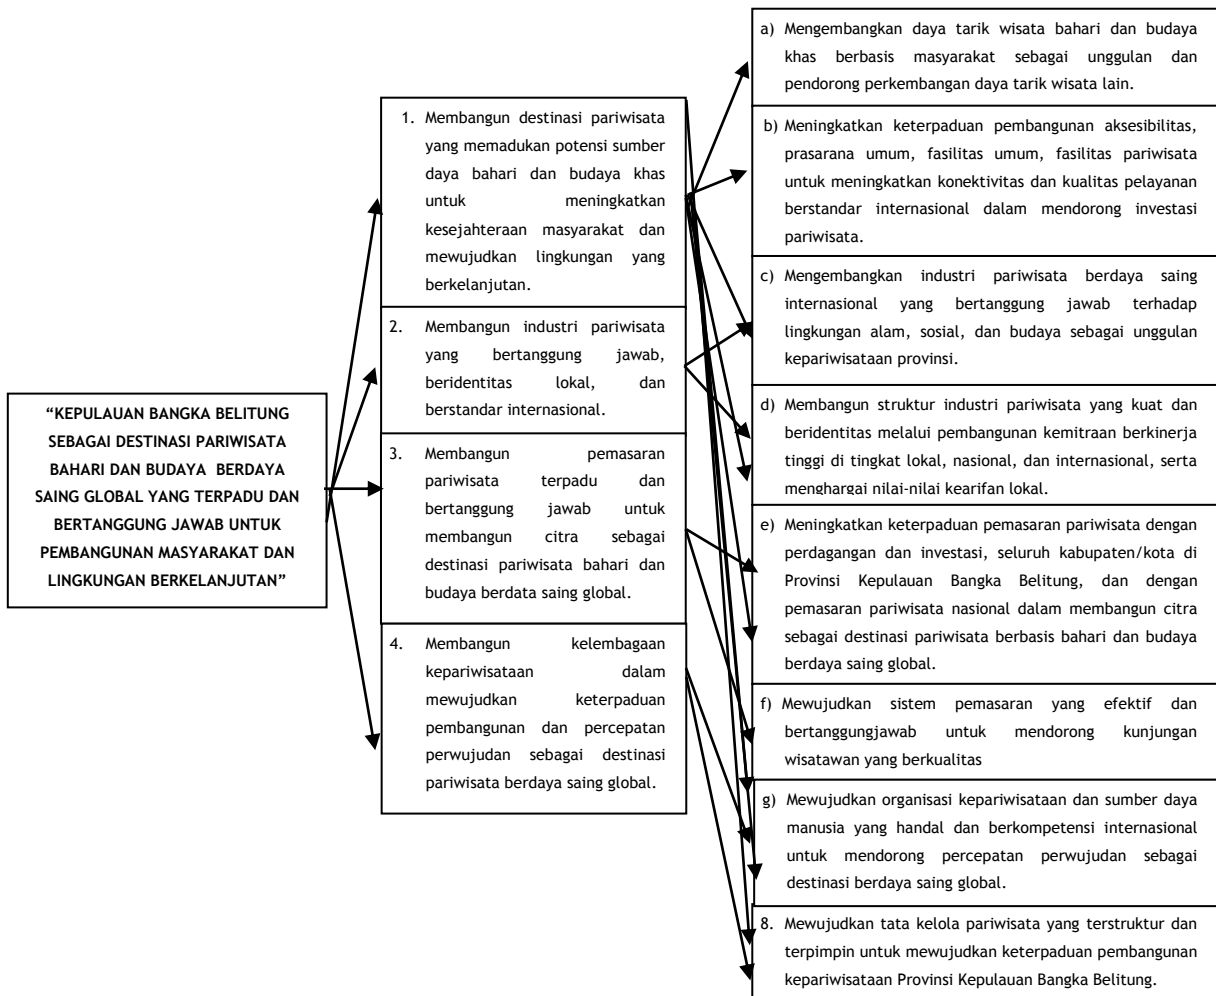 “KEPULAUAN BANGKA BELITUNG
SEBAGAI DESTINASI PARIWISATA
BAHARI DAN BUDAYA BERDAYA
SAING GLOBAL YANG TERPADU DAN
BERTANGGUNG JAWAB UNTUK
PEMBANGUNAN MASYARAKAT DAN
LINGKUNGAN BERKELANJUTAN”
1. Membangun destinasi pariwisata
yang memadukan potensi sumber
daya bahari dan budaya khas
untuk meningkatkan
kesejahteraan masyarakat dan
mewujudkan lingkungan yang
berkelanjutan.
2. Membangun industri pariwisata
yang bertanggung jawab,
beridentitas lokal, dan
berstandar internasional.
3. Membangun pemasaran
pariwisata terpadu dan
bertanggung jawab untuk
membangun citra sebagai
destinasi pariwisata bahari dan
budaya berdata saing global.
4. Membangun kelembagaan
kepariwisataan dalam
mewujudkan keterpaduan
pembangunan dan percepatan
perwujudan sebagai destinasi
pariwisata berdaya saing global.
a) Mengembangkan daya tarik wisata bahari dan budaya
khas berbasis masyarakat sebagai unggulan dan
pendorong perkembangan daya tarik wisata lain.
b) Meningkatkan keterpaduan pembangunan aksesibilitas,
prasarana umum, fasilitas umum, fasilitas pariwisata
untuk meningkatkan konektivitas dan kualitas pelayanan
berstandar internasional dalam mendorong investasi
pariwisata.
c) Mengembangkan industri pariwisata berdaya saing
internasional yang bertanggung jawab terhadap
lingkungan alam, sosial, dan budaya sebagai unggulan
kepariwisataan provinsi.
d) Membangun struktur industri pariwisata yang kuat dan
beridentitas melalui pembangunan kemitraan berkinerja
tinggi di tingkat lokal, nasional, dan internasional, serta
menghargai nilai-nilai kearifan lokal.
e) Meningkatkan keterpaduan pemasaran pariwisata dengan
perdagangan dan investasi, seluruh kabupaten/kota di
Provinsi Kepulauan Bangka Belitung, dan dengan
pemasaran pariwisata nasional dalam membangun citra
sebagai destinasi pariwisata berbasis bahari dan budaya
berdaya saing global.
f) Mewujudkan sistem pemasaran yang efektif dan
bertanggungjawab untuk mendorong kunjungan
wisatawan yang berkualitas
g) Mewujudkan organisasi kepariwisataan dan sumber daya
manusia yang handal dan berkompetensi internasional
untuk mendorong percepatan perwujudan sebagai
destinasi berdaya saing global.
8. Mewujudkan tata kelola pariwisata yang terstruktur dan
terpimpin untuk mewujudkan keterpaduan pembangunan
kepariwisataan Provinsi Kepulauan Bangka Belitung.